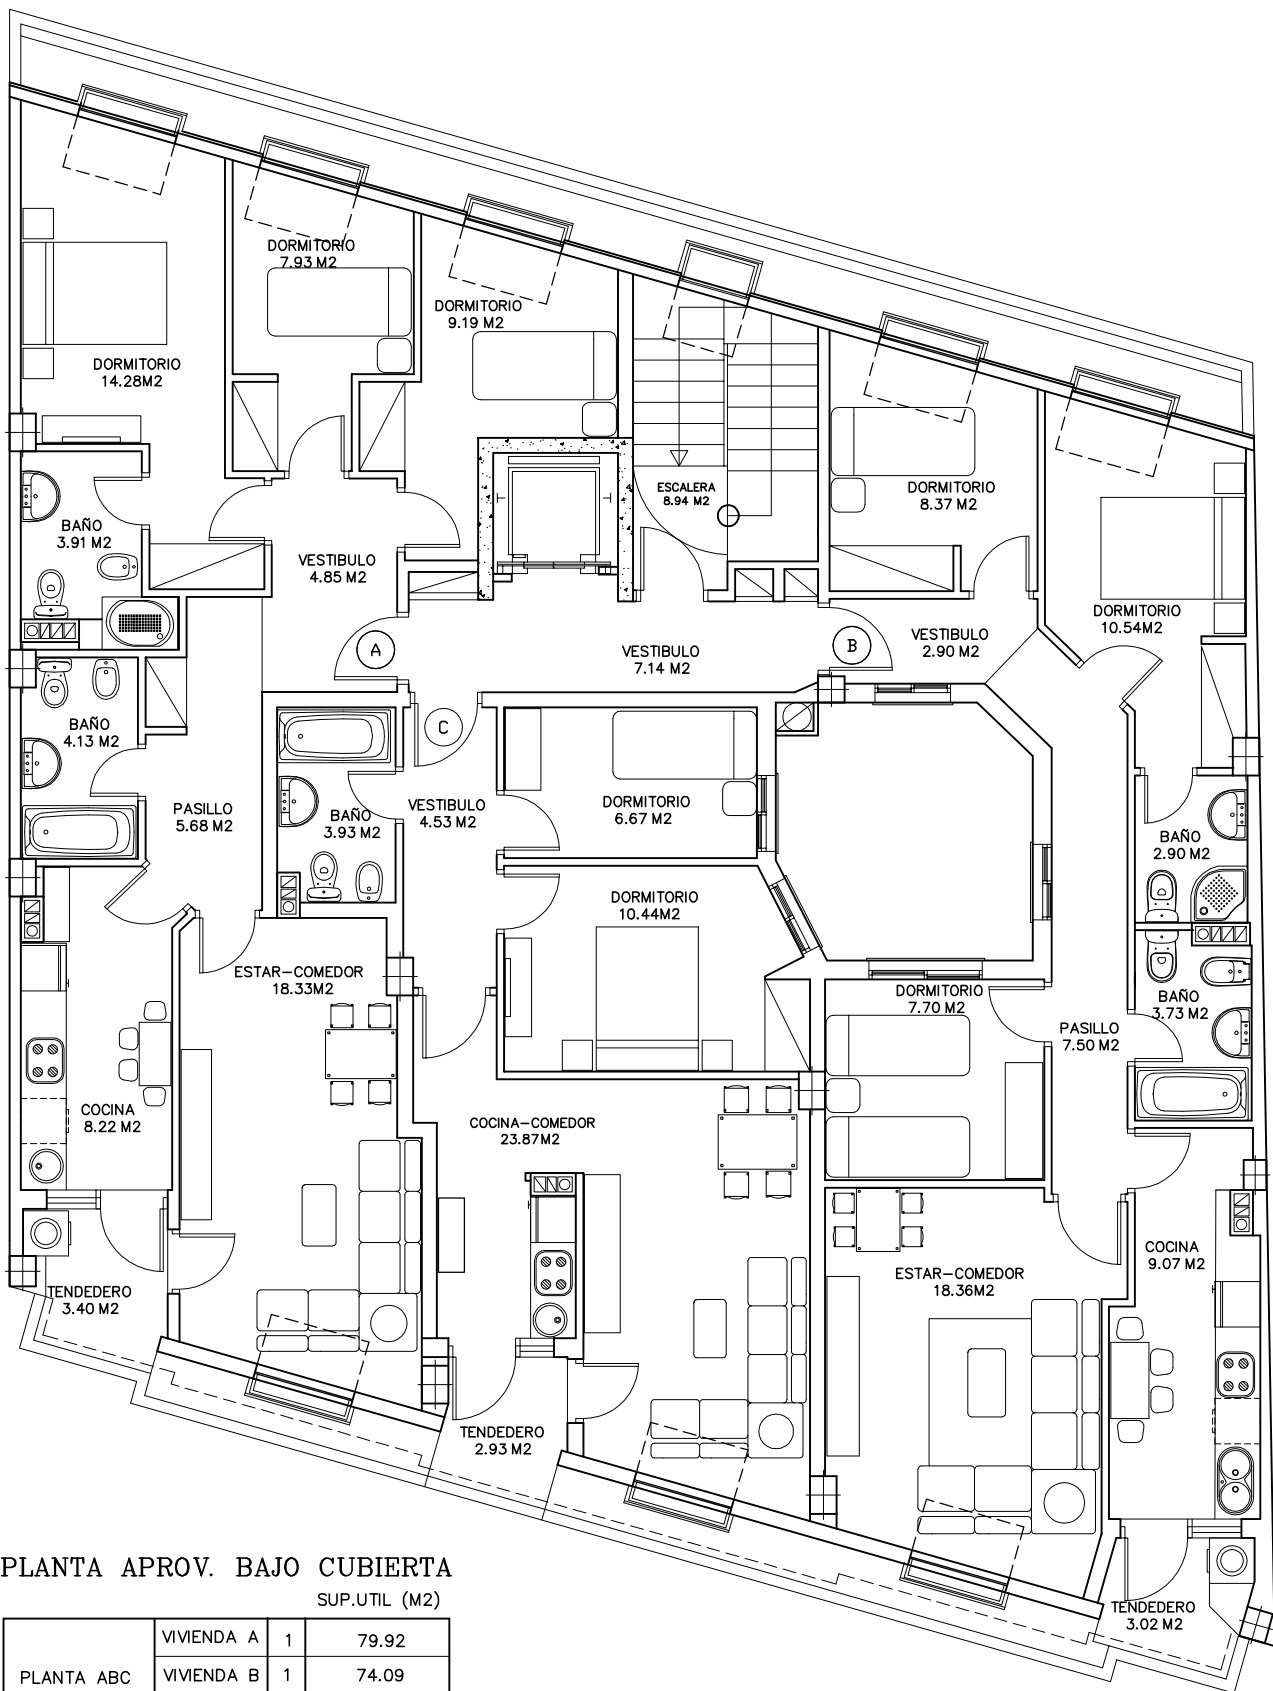 DORMITORIO
7.93 M2
DORMITORIO
9.19 M2
DORMITORIO
14.28M2
ESCALERA
8.94 M2
DORMITORIO
8.37 M2
BAÑO
3.91 M2
VESTIBULO
4.85 M2
DORMITORIO
10.54M2
A
VESTIBULO
7.14 M2
B
VESTIBULO
2.90 M2
BAÑO
4.13 M2
C
PASILLO
5.68 M2
BAÑO
3.93 M2
VESTIBULO
4.53 M2
DORMITORIO
6.67 M2
BAÑO
2.90 M2
DORMITORIO
10.44M2
ESTAR-COMEDOR
18.33M2
DORMITORIO
7.70 M2
BAÑO
3.73 M2
PASILLO
7.50 M2
COCINA
8.22 M2
COCINA-COMEDOR
23.87M2
COCINA
9.07 M2
ESTAR-COMEDOR
18.36M2
TENDEDERO
3.40 M2
TENDEDERO
2.93 M2
TENDEDERO
3.02 M2
PLANTA APROV. BAJO CUBIERTA
SUP.UTIL (M2)
VIVIENDA A 1 79.92
PLANTA ABC VIVIENDA B 1 74.09